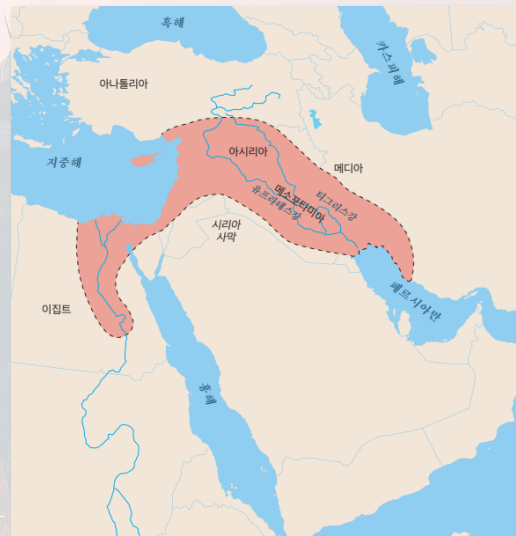 흑해
카스피해
아나톨리아
지중해
아시리아
메디아
메소포타미아
티그리스강
유프라테스강
시리아
사막
이집트
페르시아만
홍해